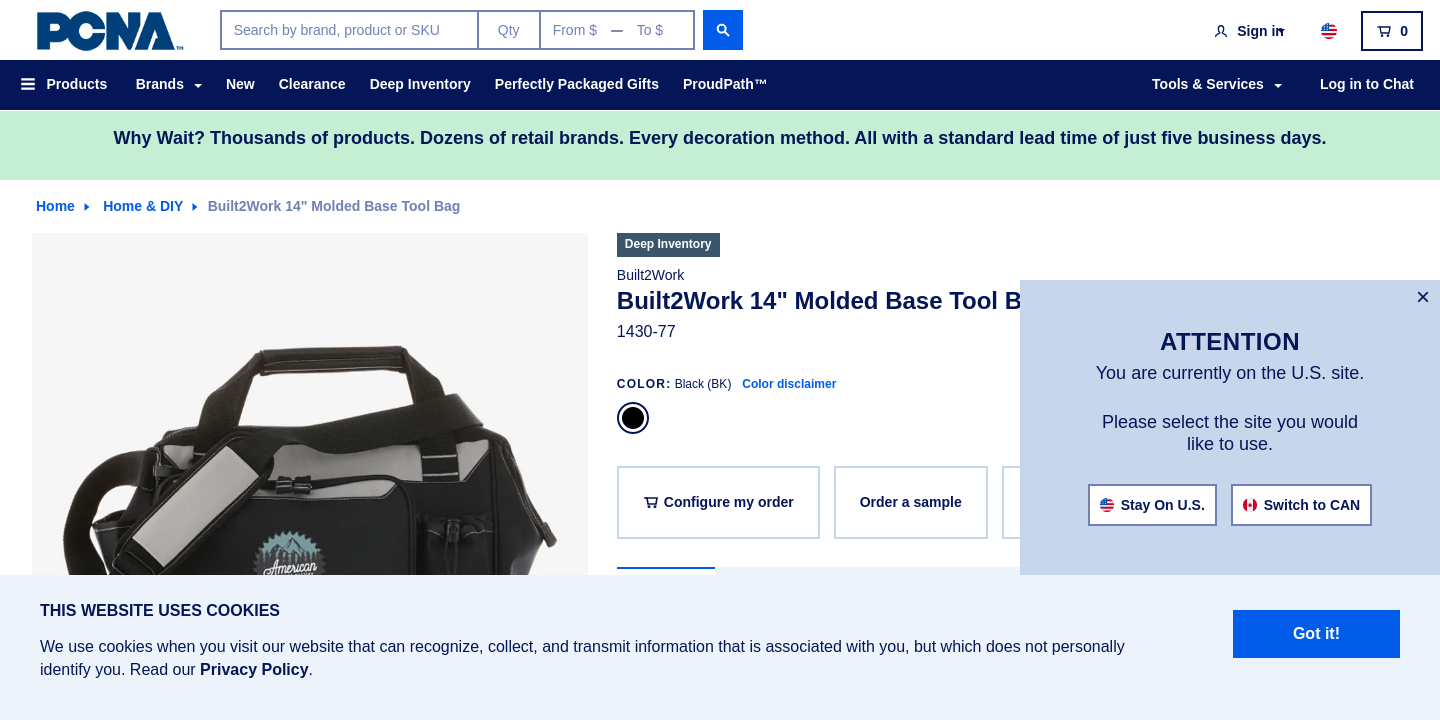 PCNA™
Search by brand, product or SKU
Qty
From $ — To $
Sign in
0
Products
Brands
New
Clearance
Deep Inventory
Perfectly Packaged Gifts
ProudPath™
Tools & Services
Log in to Chat
Why Wait? Thousands of products. Dozens of retail brands. Every decoration method. All with a standard lead time of just five business days.
Home
Home & DIY
Built2Work 14" Molded Base Tool Bag
Deep Inventory
Built2Work
Built2Work 14" Molded Base Tool B
1430-77
COLOR: Black (BK) Color disclaimer
Configure my order
Order a sample
American
×
ATTENTION
You are currently on the U.S. site.
Please select the site you would
like to use.
Stay On U.S.
Switch to CAN
THIS WEBSITE USES COOKIES
We use cookies when you visit our website that can recognize, collect, and transmit information that is associated with you, but which does not personally
identify you. Read our Privacy Policy.
Got it!